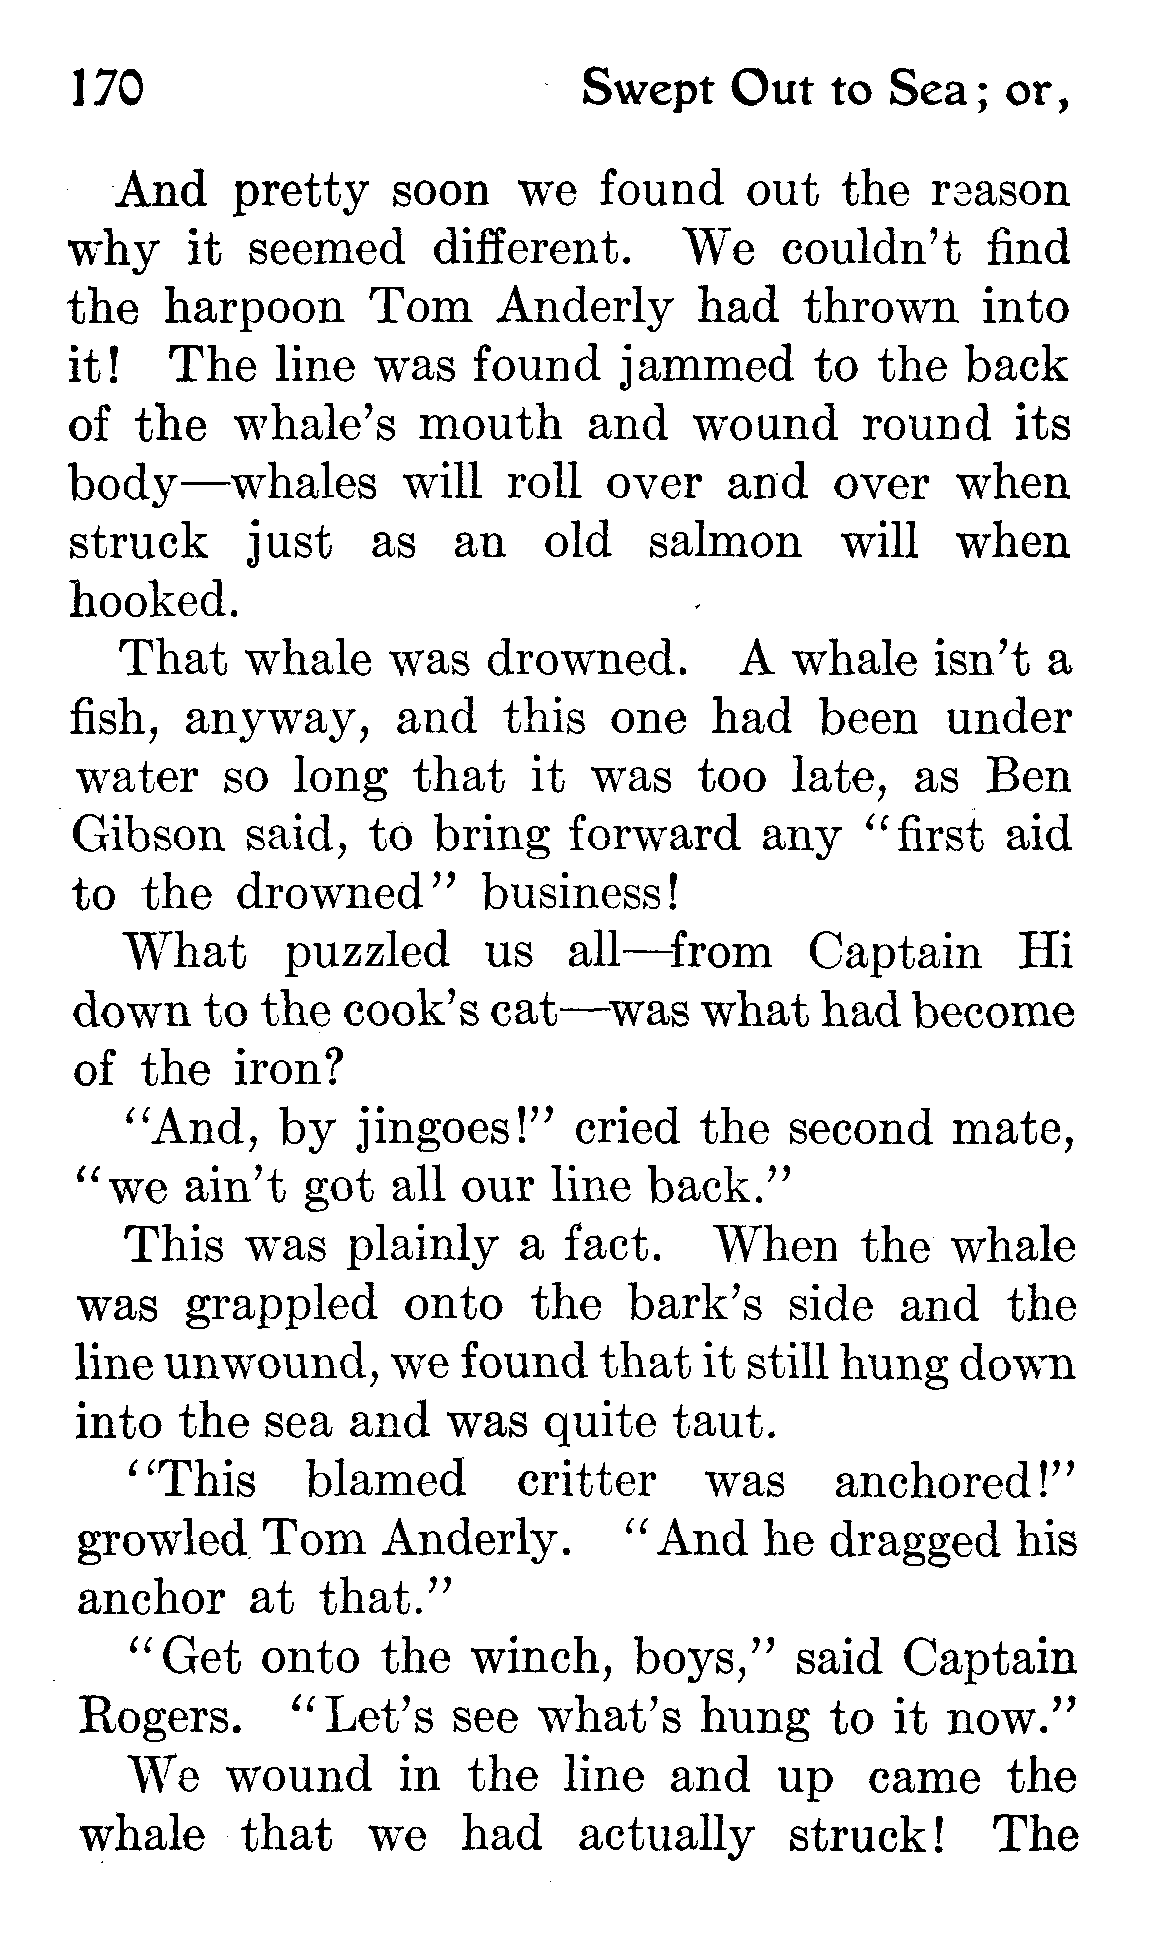 170 Swept Out to Sea; or,
And pretty soon we found out the reason
why it seemed different. We couldn't find
the harpoon Tom Anderly had thrown into
it! The line was found jammed to the back
of the whale's mouth and wound round its
body—whales will roll over and over when
struck just as an old salmon will when
hooked.
That whale was drowned. A whale isn't a
fish, anyway, and this one had been under
water so long that it was too late, as Ben
Gibson said, to bring forward any "first aid
to the drowned" business!
What puzzled us all—from Captain Hi
down to the cook's cat—was what had become
of the iron?
"And, by jingoes!" cried the second mate,
"we ain't got all our line back."
This was plainly a fact. When the whale
was grappled onto the bark's side and the
line unwound, we found that it still hung down
into the sea and was quite taut.
"This blamed critter was anchored!"
growled Tom Anderly. "And he dragged his
anchor at that."
"Get onto the winch, boys," said Captain
Rogers. "Let's see what's hung to it now."
We wound in the line and up came the
whale that we had actually struck! The